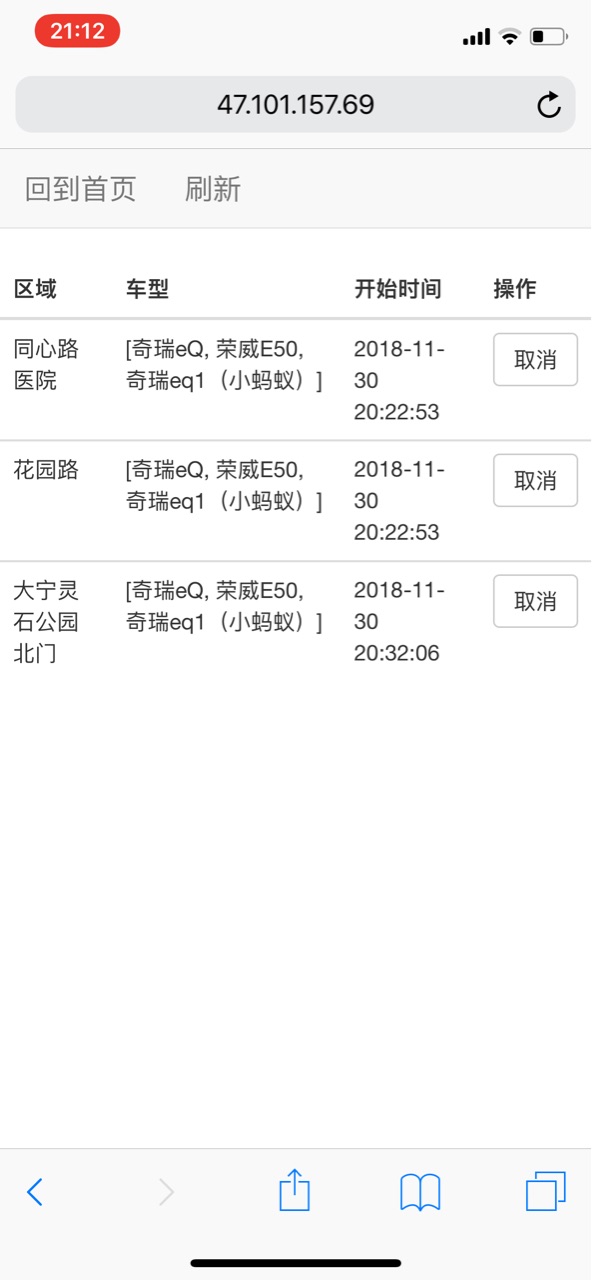 21:12
47.101.157.69
回到首页 刷新
区域 车型 开始时间 操作
同心路 [奇瑞eQ, 荣威E50, 2018-11- 取消
医院 奇瑞eq1（小蚂蚁）] 30
20:22:53
花园路 [奇瑞eQ, 荣威E50, 2018-11- 取消
奇瑞eq1（小蚂蚁）] 30
20:22:53
大宁灵 [奇瑞eQ, 荣威E50, 2018-11- 取消
石公园 奇瑞eq1（小蚂蚁）] 30
北门 20:32:06